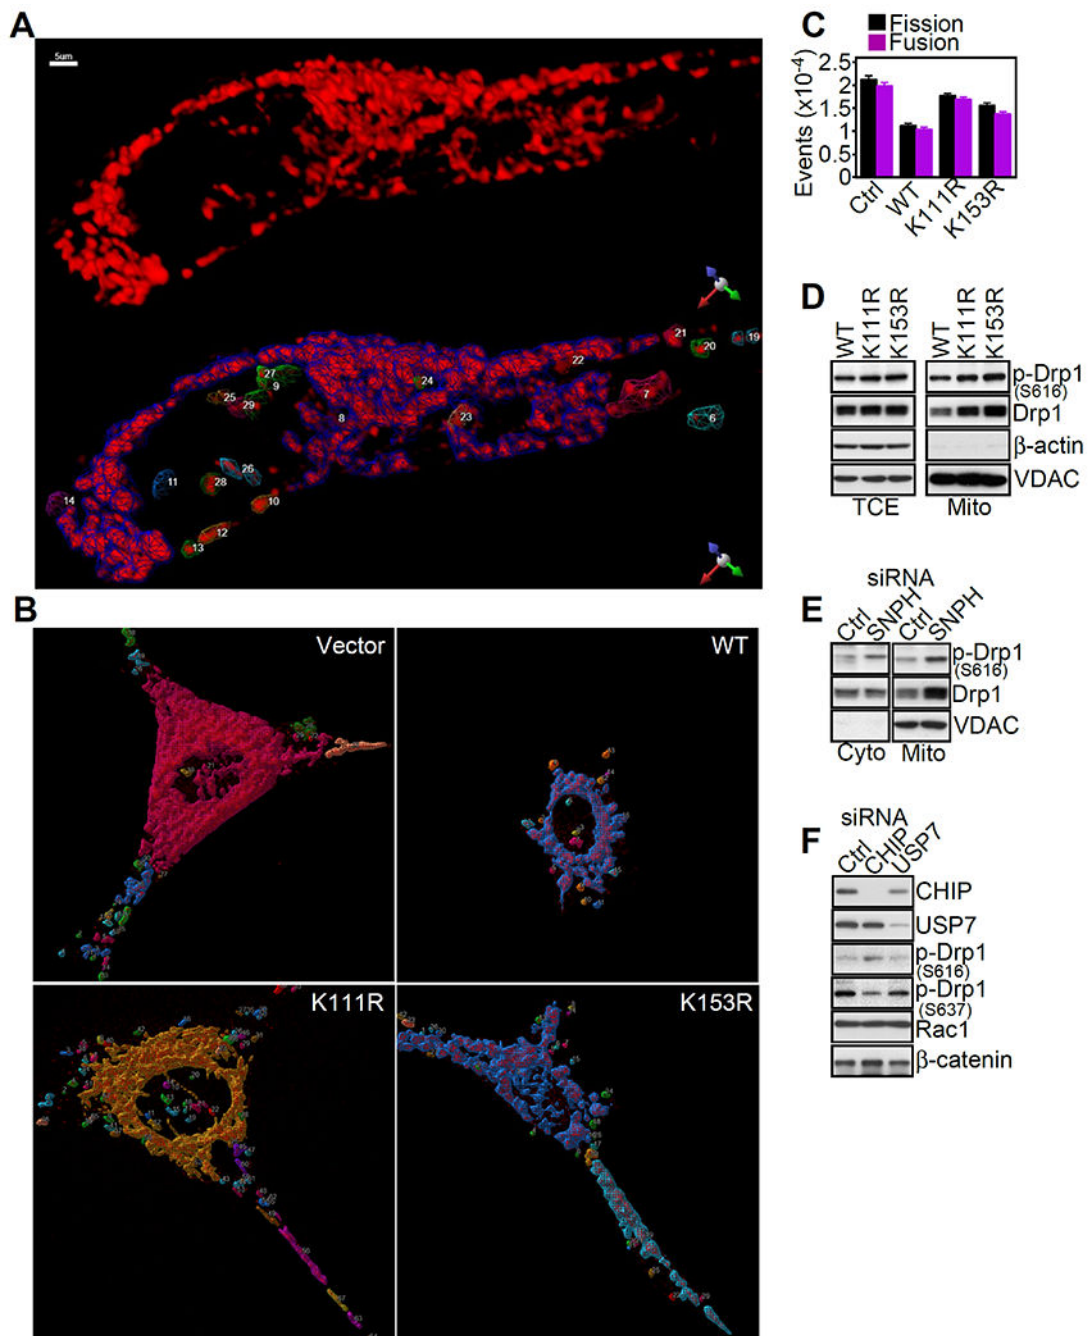 A
5um
21
20
19
22
27
9
24
25
29
7
8
23
6
26
11
28
14
10
12
13
B
Vector
WT
K111R
K153R
C
Fission
Fusion
Events (x10-4)
2.5
2
1.5
1
0.5
0
Ctrl
WT
K111R
K153R
D
WT
K111R
K153R
WT
K111R
K153R
p-Drp1
(S616)
Drp1
β-actin
VDAC
TCE
Mito
E
siRNA
Ctrl
SNPH
Ctrl
SNPH
p-Drp1
(S616)
Drp1
VDAC
Cyto
Mito
F
siRNA
Ctrl
CHIP
USP7
CHIP
USP7
p-Drp1
(S616)
p-Drp1
(S637)
Rac1
β-catenin